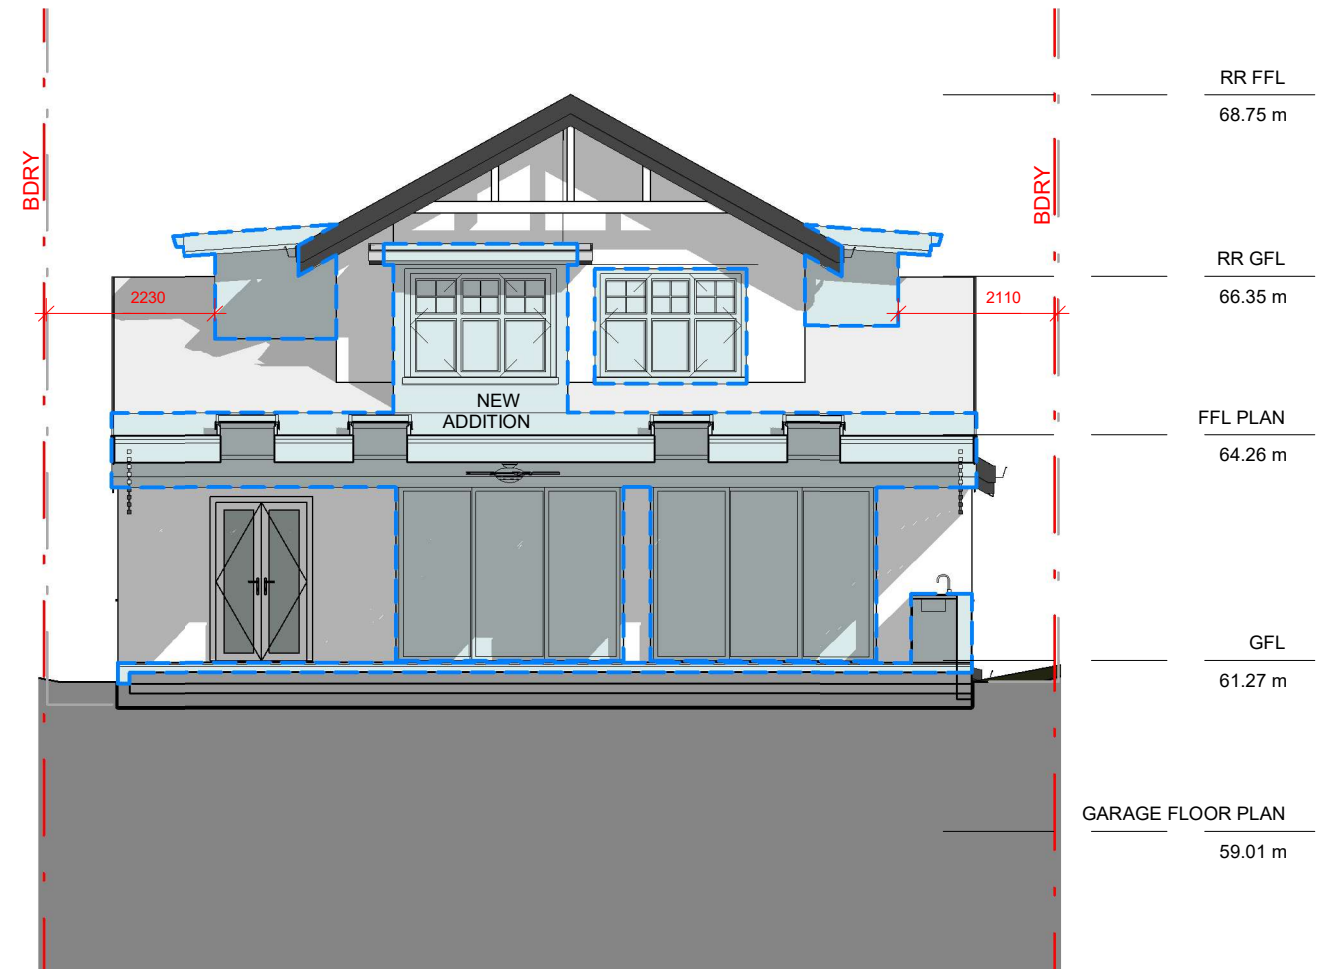 RR FFL
68.75 m
BDRY
BDRY
RR GFL
66.35 m
2230
2110
NEW
ADDITION
FFL PLAN
64.26 m
GFL
61.27 m
GARAGE FLOOR PLAN
59.01 m